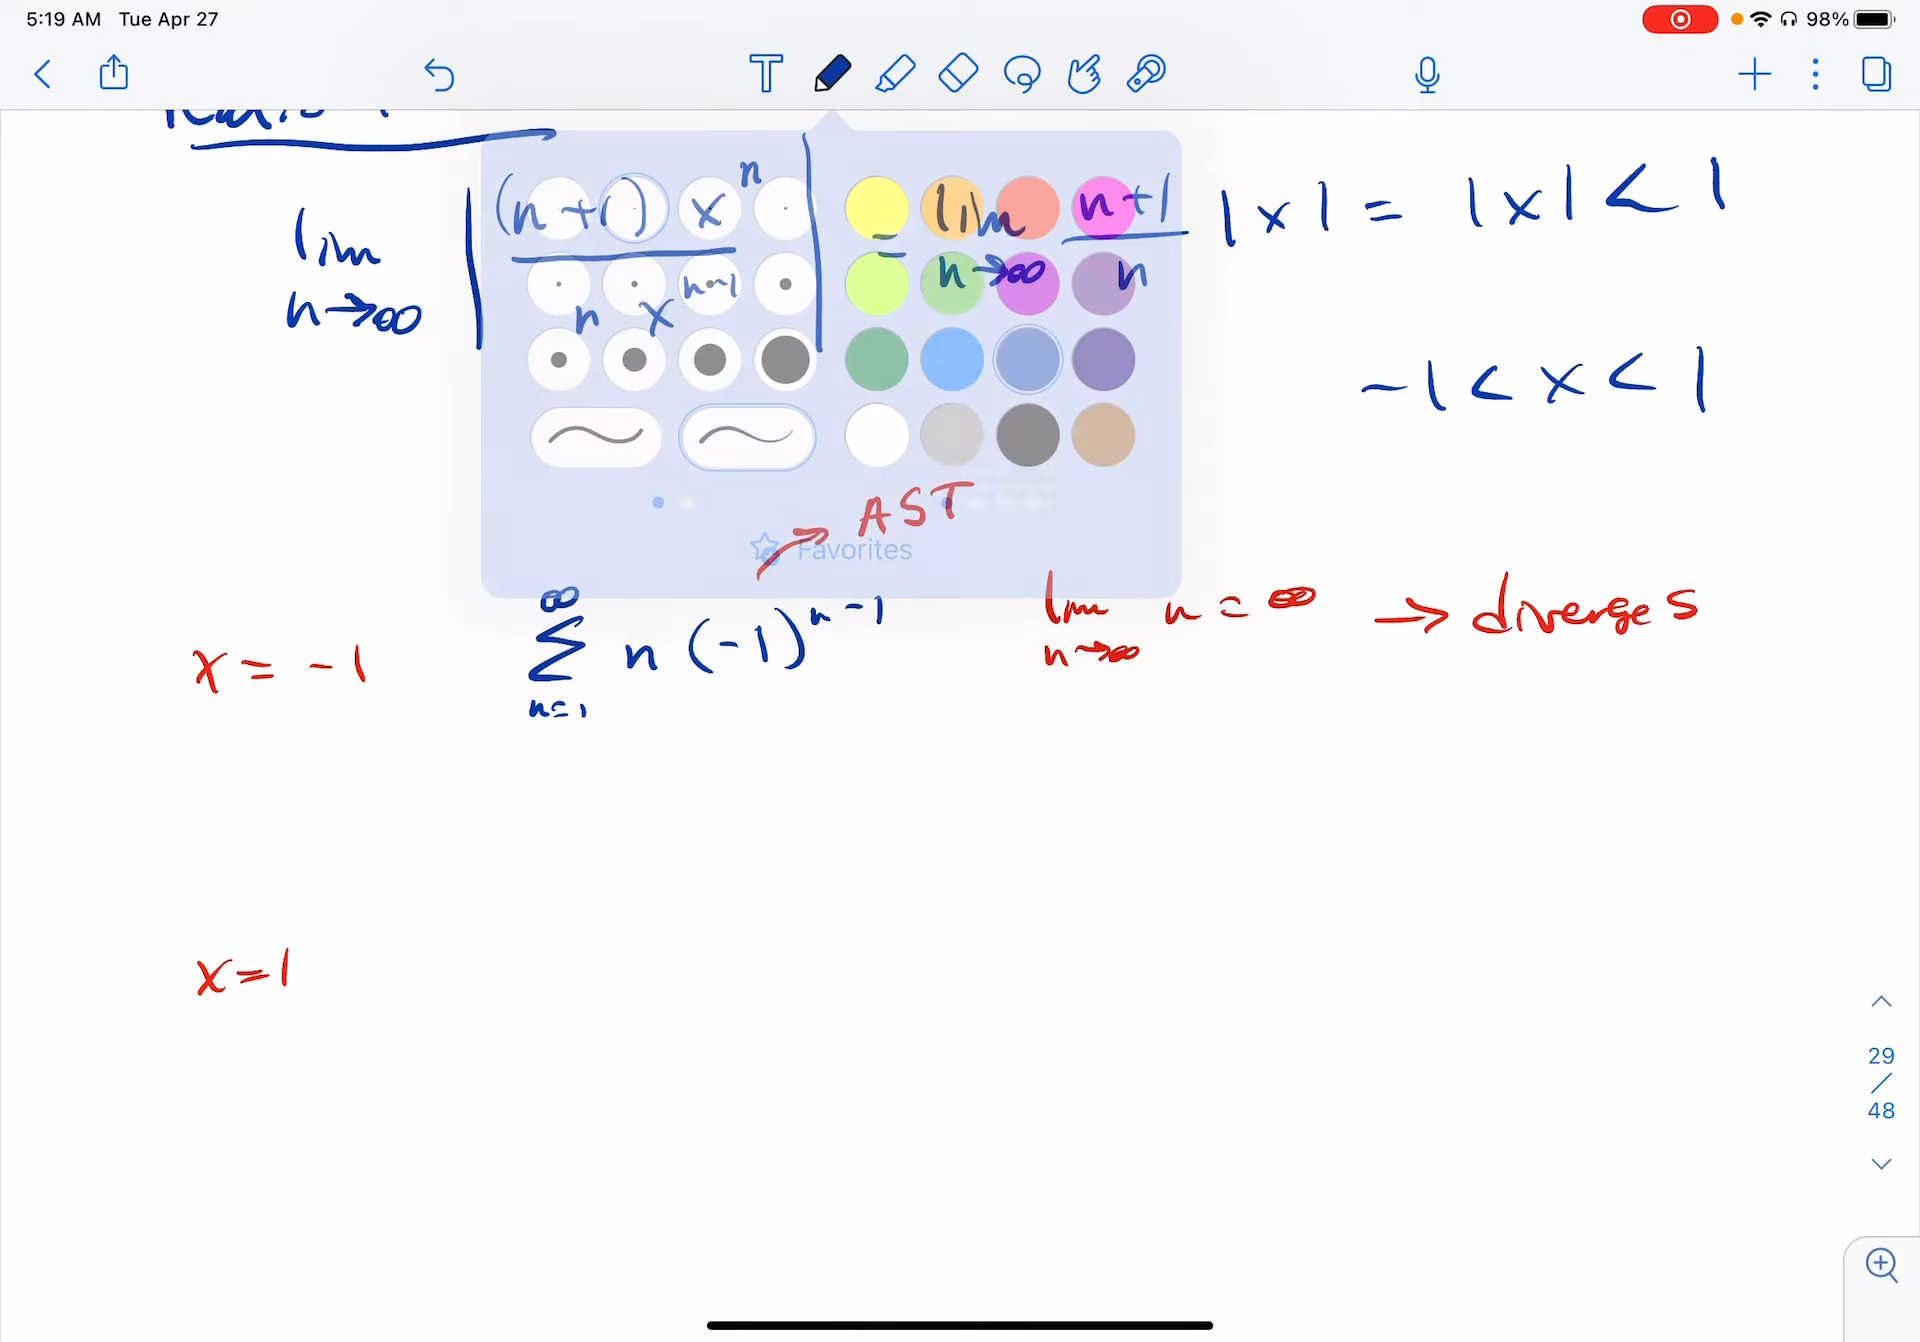 5:19 AM Tue Apr 27
98%
lim n→∞ | (n+1) x^n / n x^{n-1} | = lim n→∞ n+1 / n |x| = |x| < 1
-1 < x < 1
AST
Favorites
x = -1 ∞ Σ n=1 n (-1)^{n-1} lim n→∞ n = ∞ → diverges
x=1
29
/
48